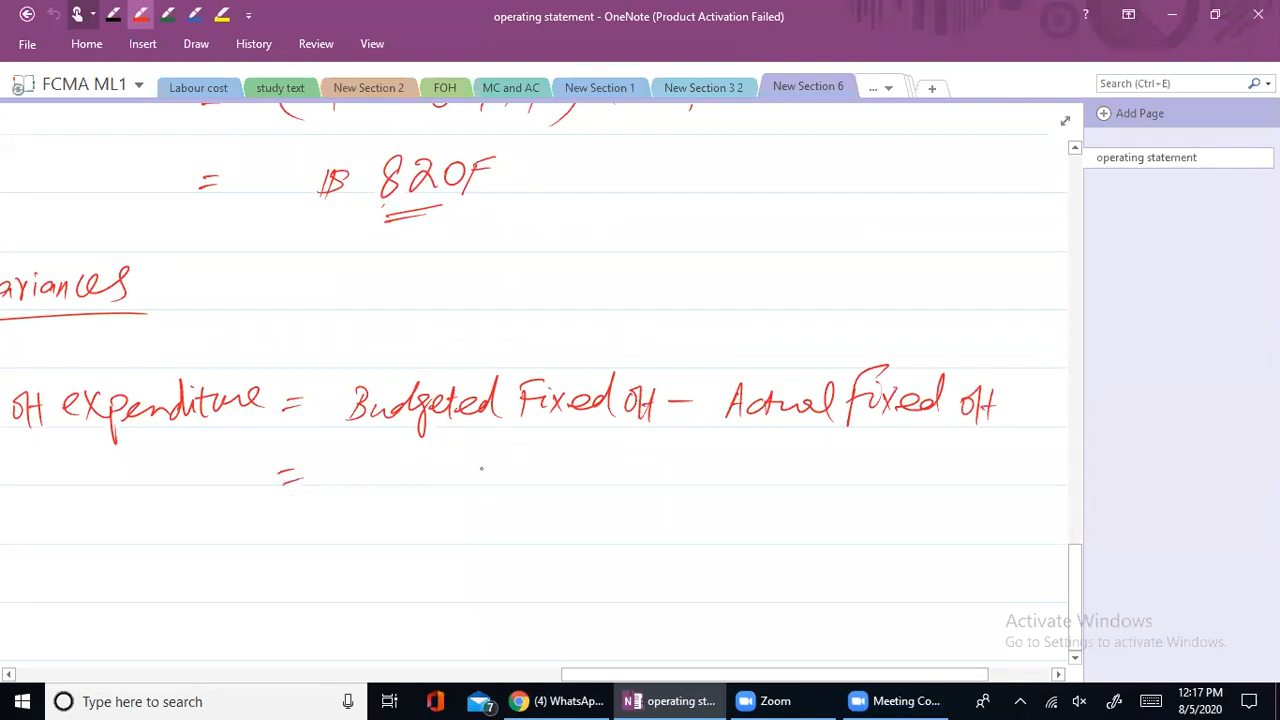 operating statement - OneNote (Product Activation Failed)
File Home Insert Draw History Review View
FCMA ML1 Labour cost study text New Section 2 FOH MC and AC New Section 1 New Section 3 2 New Section 6 ...
Search (Ctrl+E)
Add Page
operating statement
= 820F
ariances
OH expenditure = Budgeted Fixed OH - Actual fixed OH
=
Activate Windows
Go to Settings to activate Windows.
Type here to search
7
(4) WhatsApp...
operating sta...
Zoom
Meeting Co...
12:17 PM
8/5/2020